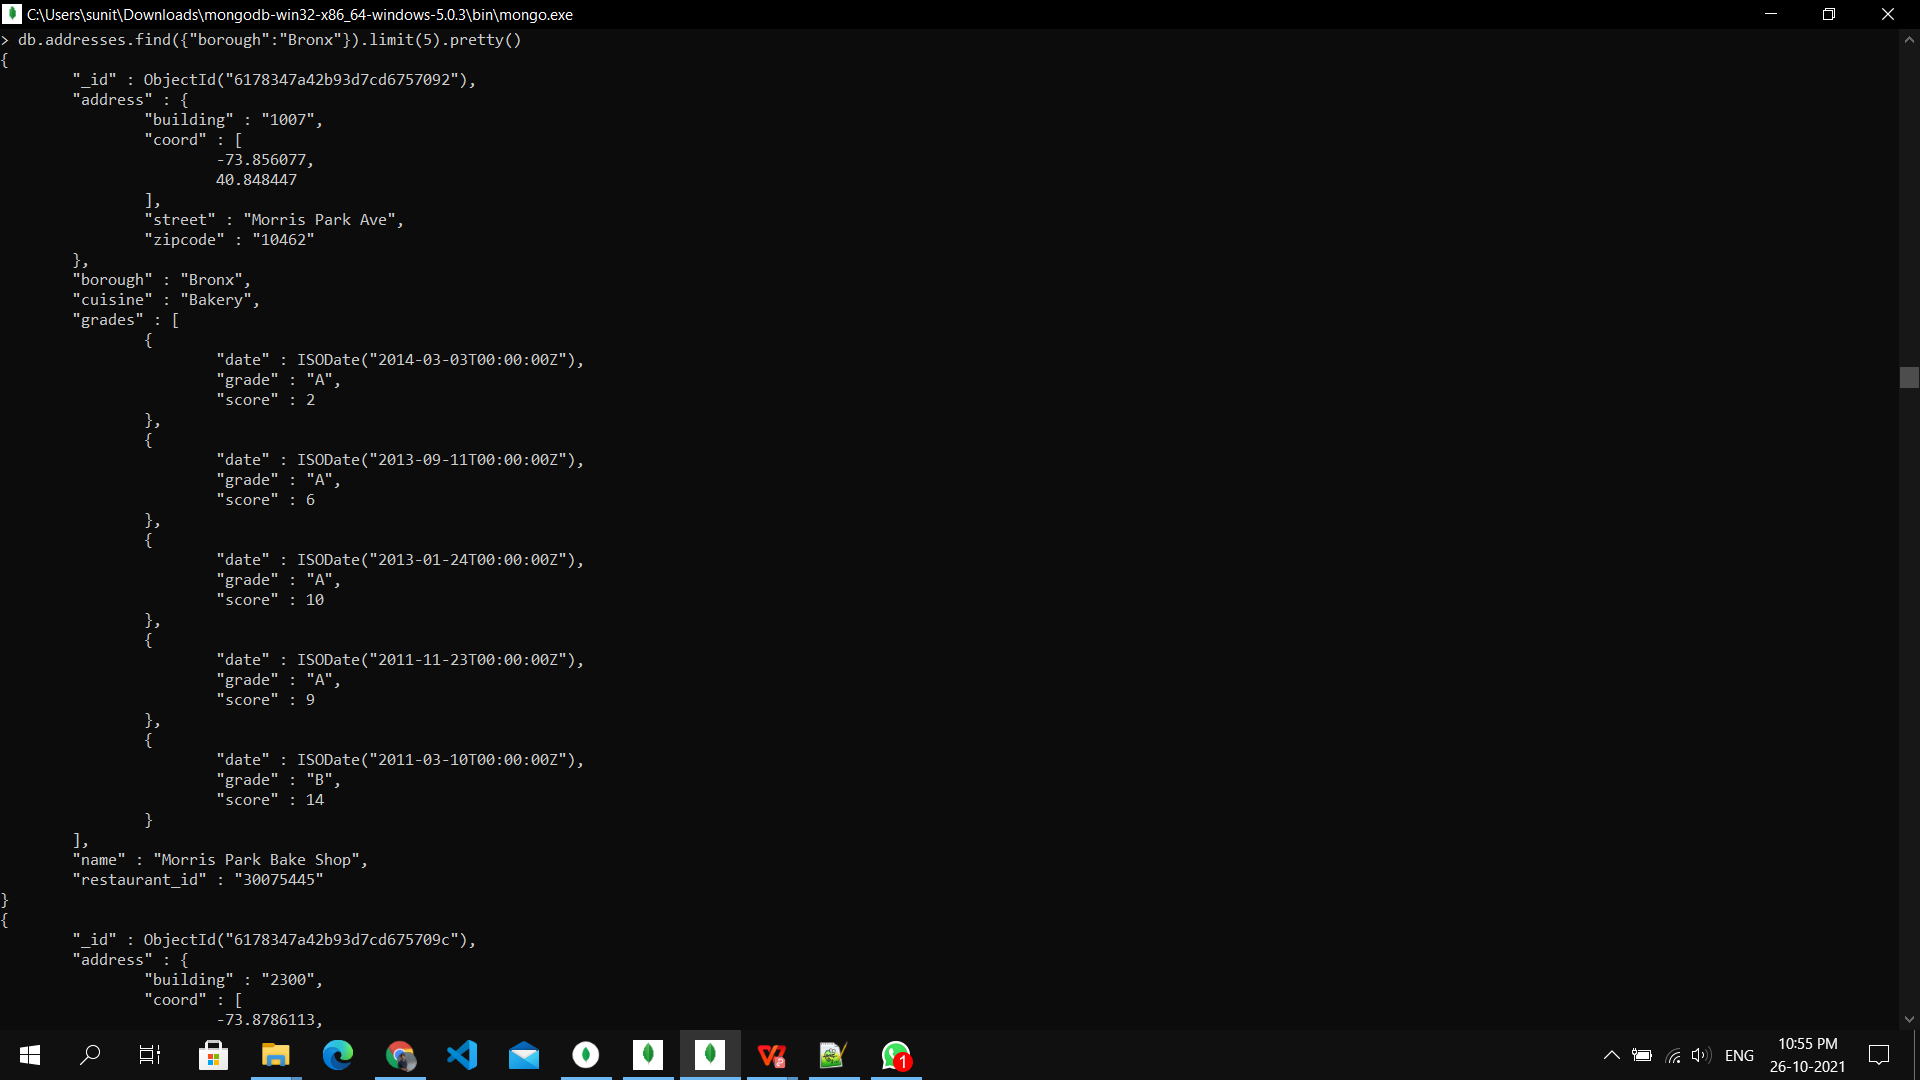 C:\Users\sunit\Downloads\mongodb-win32-x86_64-windows-5.0.3\bin\mongo.exe
> db.addresses.find({"borough":"Bronx"}).limit(5).pretty()
{
        "_id" : ObjectId("6178347a42b93d7cd6757092"),
        "address" : {
                "building" : "1007",
                "coord" : [
                        -73.856077,
                        40.848447
                ],
                "street" : "Morris Park Ave",
                "zipcode" : "10462"
        },
        "borough" : "Bronx",
        "cuisine" : "Bakery",
        "grades" : [
                {
                        "date" : ISODate("2014-03-03T00:00:00Z"),
                        "grade" : "A",
                        "score" : 2
                },
                {
                        "date" : ISODate("2013-09-11T00:00:00Z"),
                        "grade" : "A",
                        "score" : 6
                },
                {
                        "date" : ISODate("2013-01-24T00:00:00Z"),
                        "grade" : "A",
                        "score" : 10
                },
                {
                        "date" : ISODate("2011-11-23T00:00:00Z"),
                        "grade" : "A",
                        "score" : 9
                },
                {
                        "date" : ISODate("2011-03-10T00:00:00Z"),
                        "grade" : "B",
                        "score" : 14
                }
        ],
        "name" : "Morris Park Bake Shop",
        "restaurant_id" : "30075445"
}
{
        "_id" : ObjectId("6178347a42b93d7cd675709c"),
        "address" : {
                "building" : "2300",
                "coord" : [
                        -73.8786113,
1
ENG
10:55 PM
26-10-2021